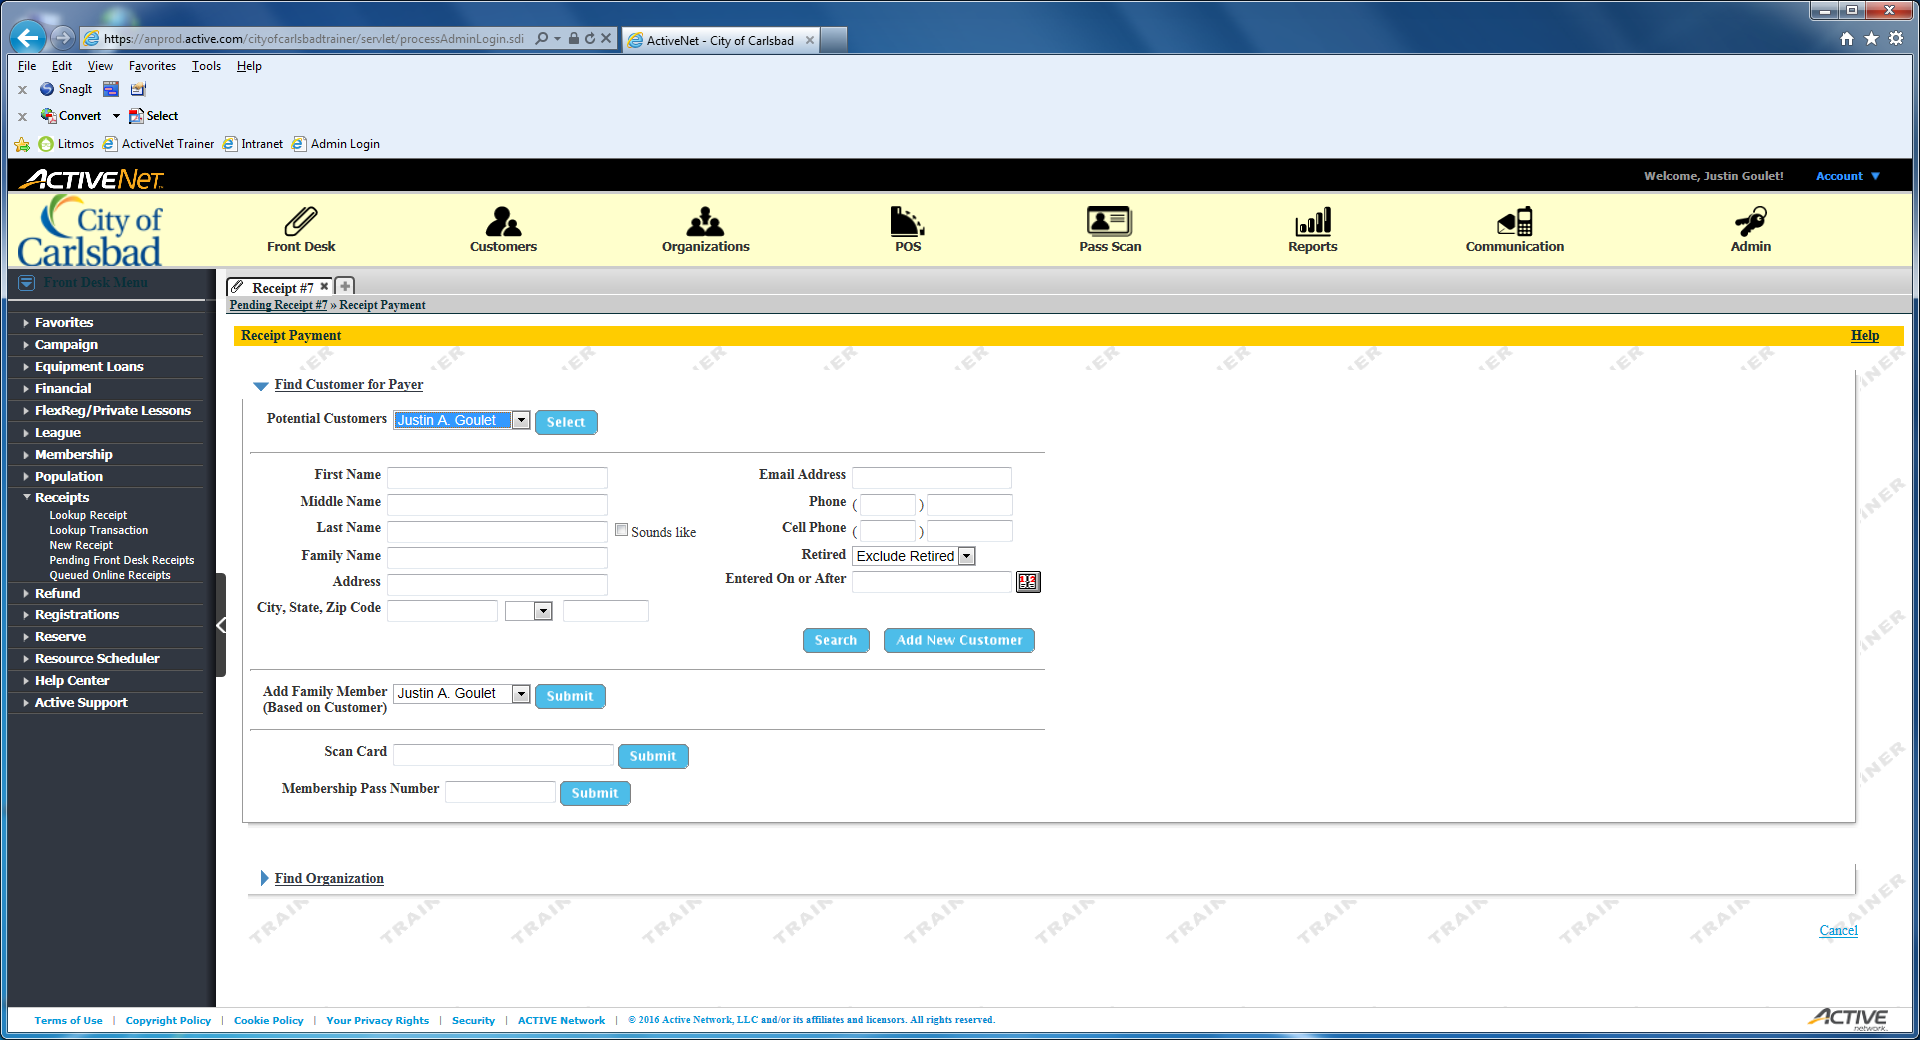 https://anprod.active.com/cityofcarlsbadtrainer/servlet/processAdminLogin.sdi
ActiveNet - City of Carlsbad
File Edit View Favorites Tools Help
SnagIt
Convert Select
Litmos ActiveNet Trainer Intranet Admin Login
ACTIVENET Welcome, Justin Goulet! Account
City of Carlsbad
Front Desk Customers Organizations POS Pass Scan Reports Communication Admin
Front Desk Menu
Favorites
Campaign
Equipment Loans
Financial
FlexReg/Private Lessons
League
Membership
Population
Receipts
Lookup Receipt
Lookup Transaction
New Receipt
Pending Front Desk Receipts
Queued Online Receipts
Refund
Registrations
Reserve
Resource Scheduler
Help Center
Active Support
Receipt #7
Pending Receipt #7 » Receipt Payment
Receipt Payment Help
Find Customer for Payer
Potential Customers Justin A. Goulet Select
First Name Email Address
Middle Name Phone ( )
Last Name Sounds like Cell Phone ( )
Family Name Retired Exclude Retired
Address Entered On or After
City, State, Zip Code
Search Add New Customer
Add Family Member Justin A. Goulet Submit
(Based on Customer)
Scan Card Submit
Membership Pass Number Submit
Find Organization
Cancel
Terms of Use | Copyright Policy | Cookie Policy | Your Privacy Rights | Security | ACTIVE Network | © 2016 Active Network, LLC and/or its affiliates and licensors. All rights reserved.
ACTIVE network